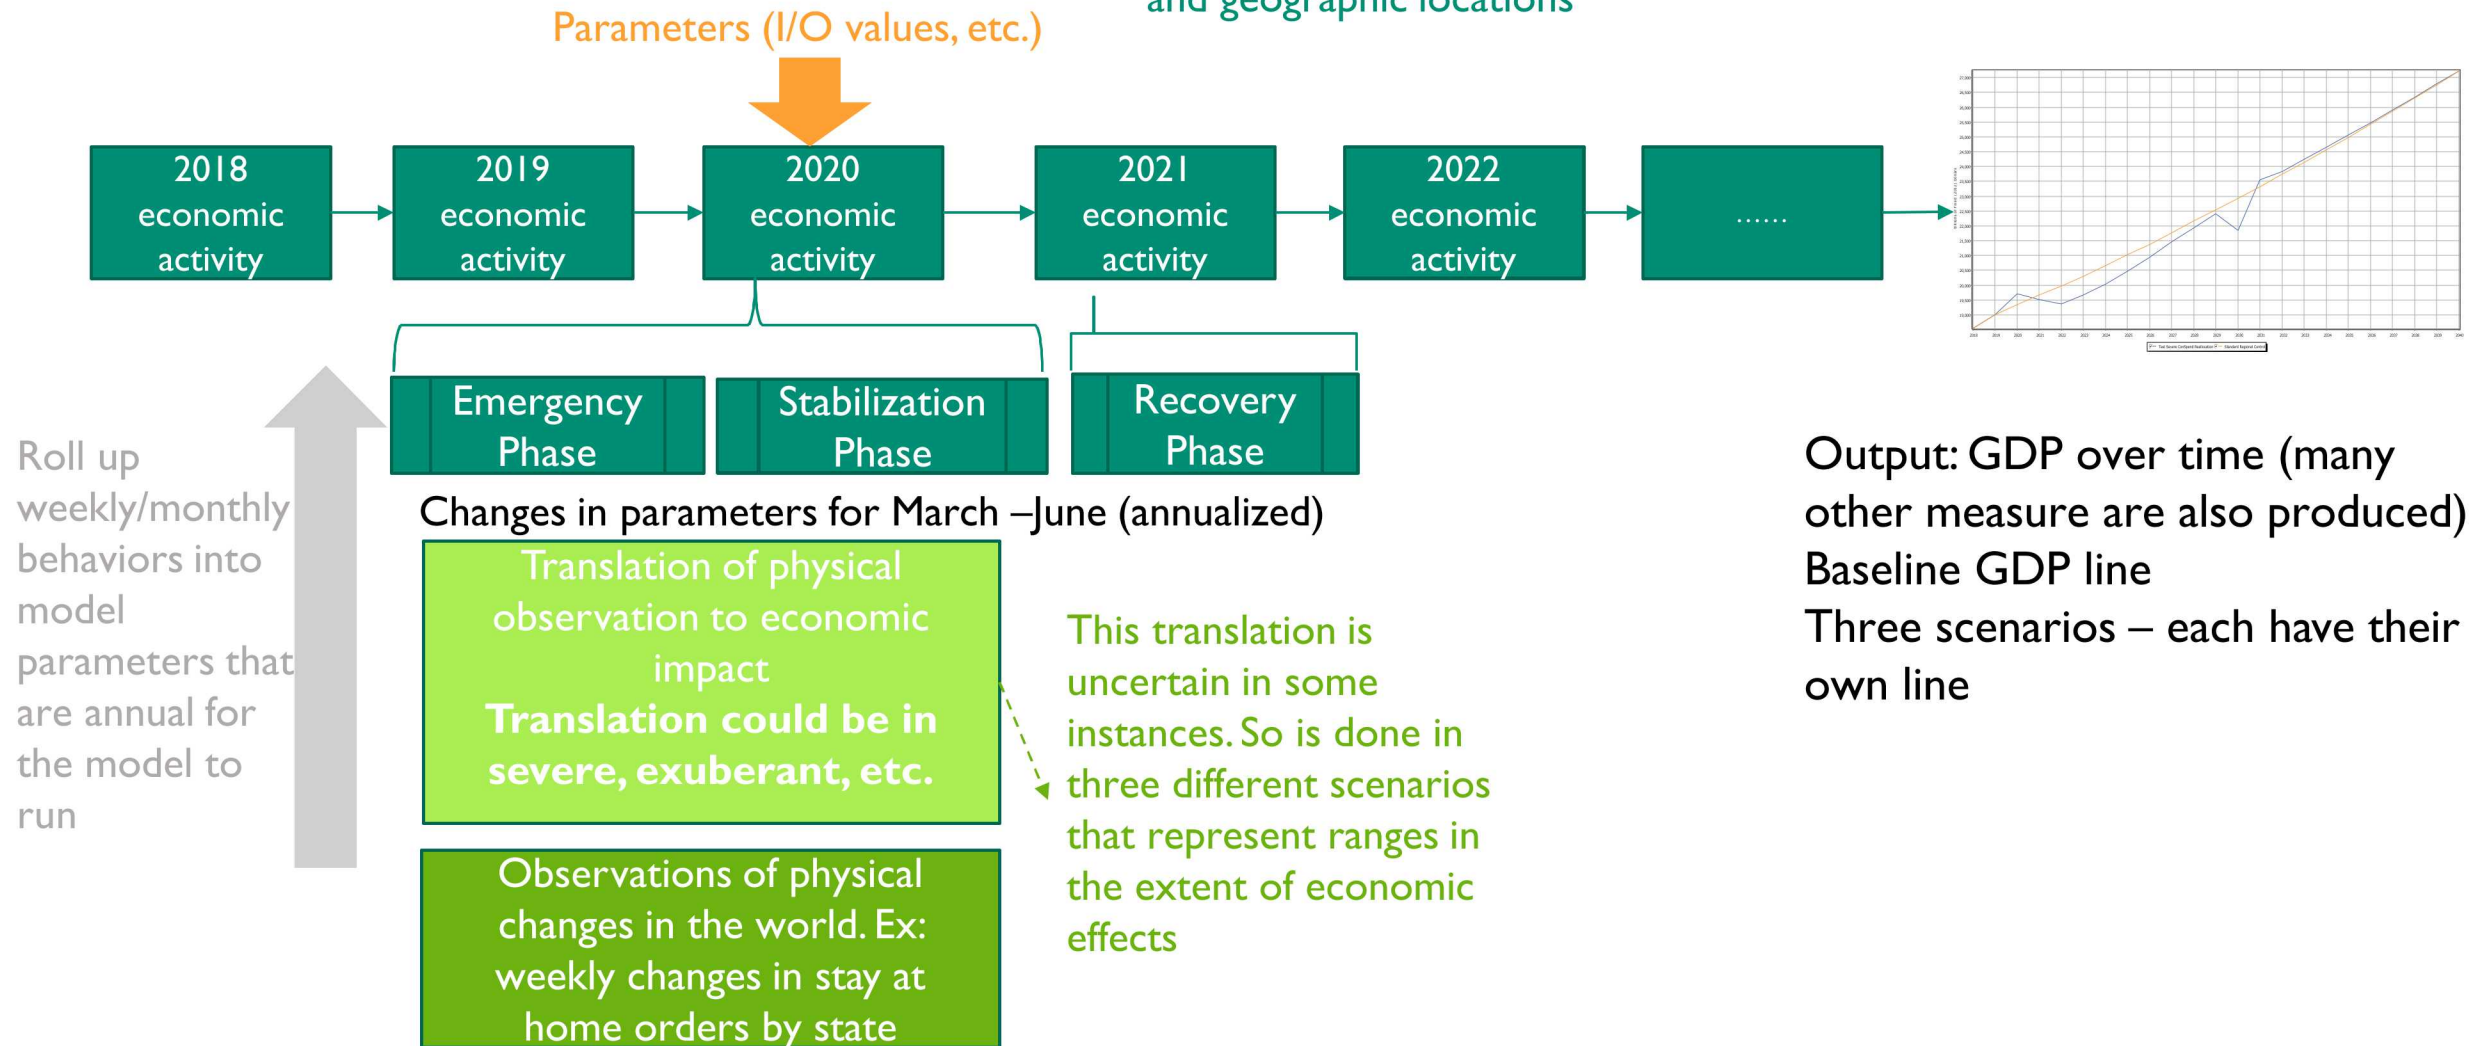 and geographic locations
Parameters (I/O values, etc.)
2018
economic
activity
2019
economic
activity
2020
economic
activity
2021
economic
activity
2022
economic
activity
......
Emergency
Phase
Stabilization
Phase
Recovery
Phase
Roll up
weekly/monthly
behaviors into
model
parameters that
are annual for
the model to
run
Changes in parameters for March –June (annualized)
Translation of physical
observation to economic
impact
Translation could be in
severe, exuberant, etc.
This translation is
uncertain in some
instances. So is done in
three different scenarios
that represent ranges in
the extent of economic
effects
Observations of physical
changes in the world. Ex:
weekly changes in stay at
home orders by state
Output: GDP over time (many
other measure are also produced)
Baseline GDP line
Three scenarios – each have their
own line